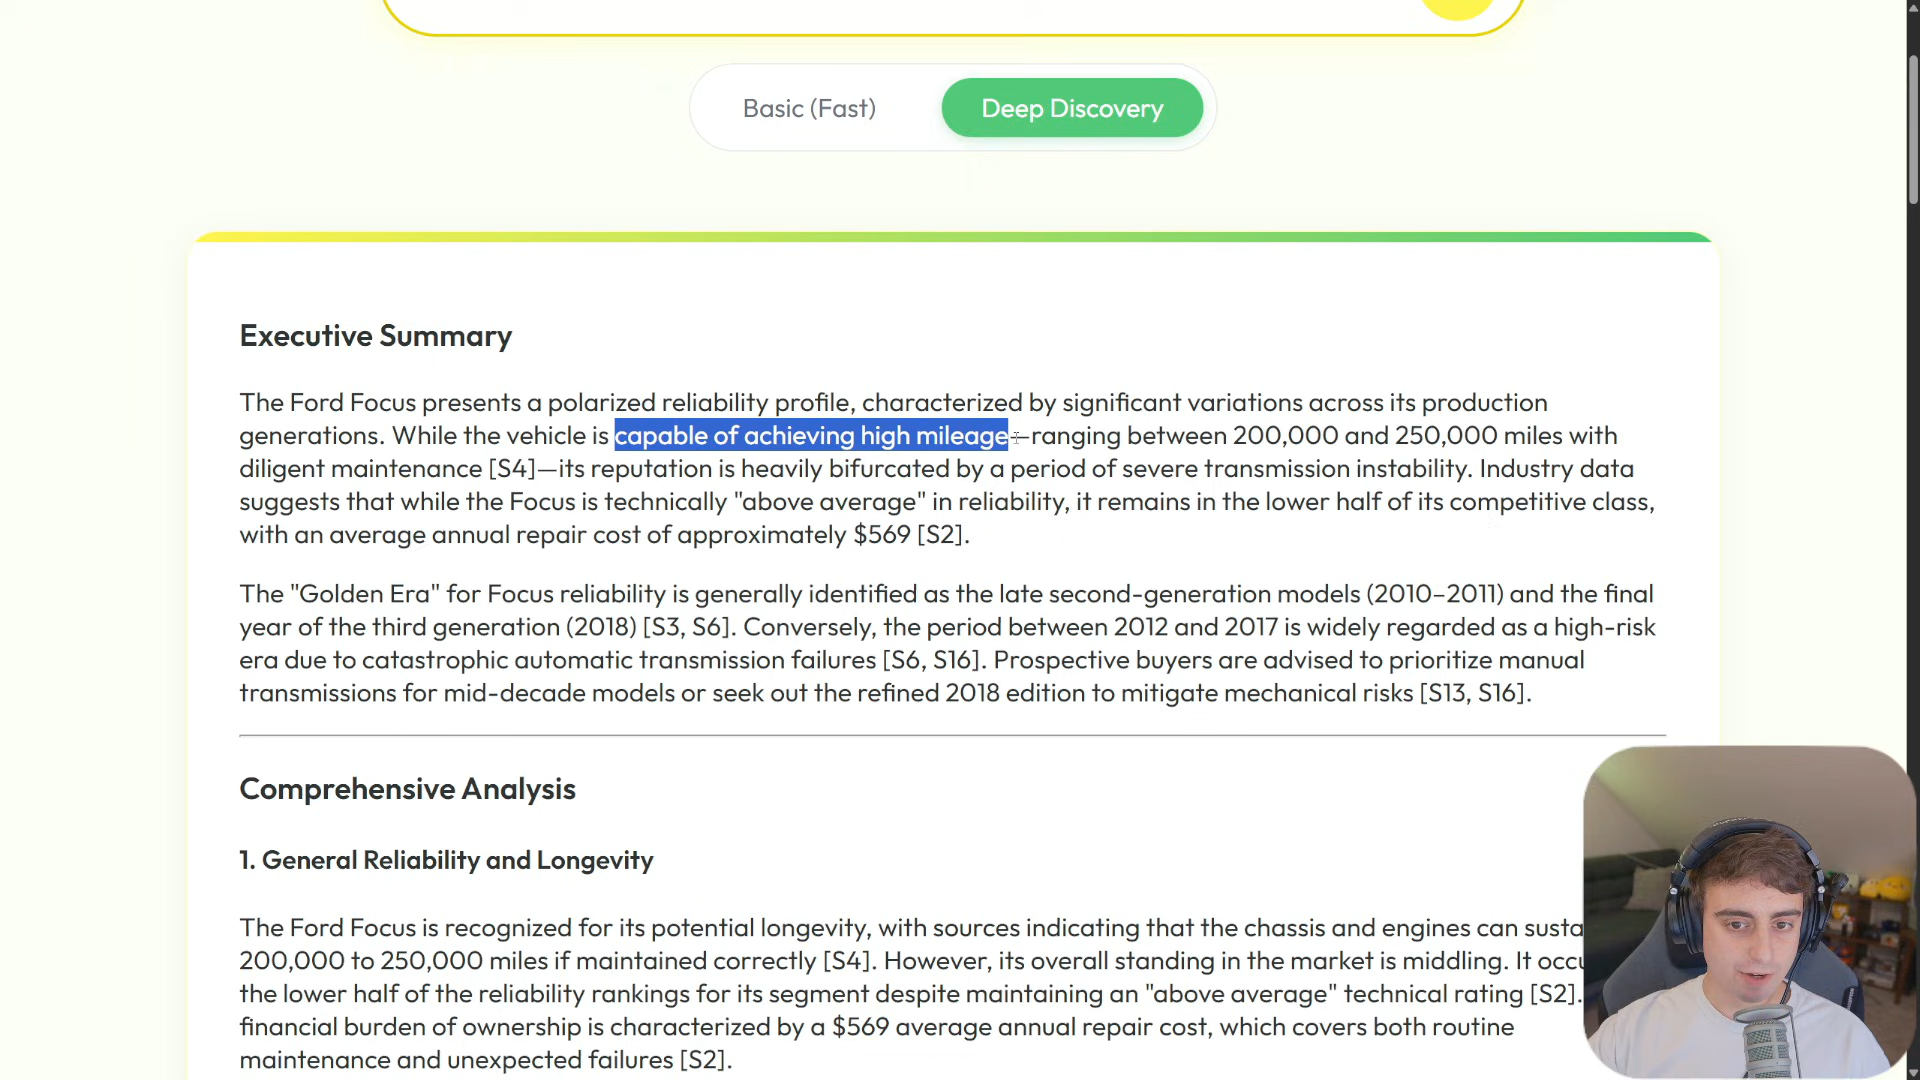 Basic (Fast)
Deep Discovery
Executive Summary
The Ford Focus presents a polarized reliability profile, characterized by significant variations across its production
generations. While the vehicle is capable of achieving high mileage—ranging between 200,000 and 250,000 miles with
diligent maintenance [S4]—its reputation is heavily bifurcated by a period of severe transmission instability. Industry data
suggests that while the Focus is technically "above average" in reliability, it remains in the lower half of its competitive class,
with an average annual repair cost of approximately $569 [S2].
The "Golden Era" for Focus reliability is generally identified as the late second-generation models (2010–2011) and the final
year of the third generation (2018) [S3, S6]. Conversely, the period between 2012 and 2017 is widely regarded as a high-risk
era due to catastrophic automatic transmission failures [S6, S16]. Prospective buyers are advised to prioritize manual
transmissions for mid-decade models or seek out the refined 2018 edition to mitigate mechanical risks [S13, S16].
Comprehensive Analysis
1. General Reliability and Longevity
The Ford Focus is recognized for its potential longevity, with sources indicating that the chassis and engines can
200,000 to 250,000 miles if maintained correctly [S4]. However, its overall standing in the market is middling. It
the lower half of the reliability rankings for its segment despite maintaining an "above average" technical rating [S2].
financial burden of ownership is characterized by a $569 average annual repair cost, which covers both routine
maintenance and unexpected failures [S2].